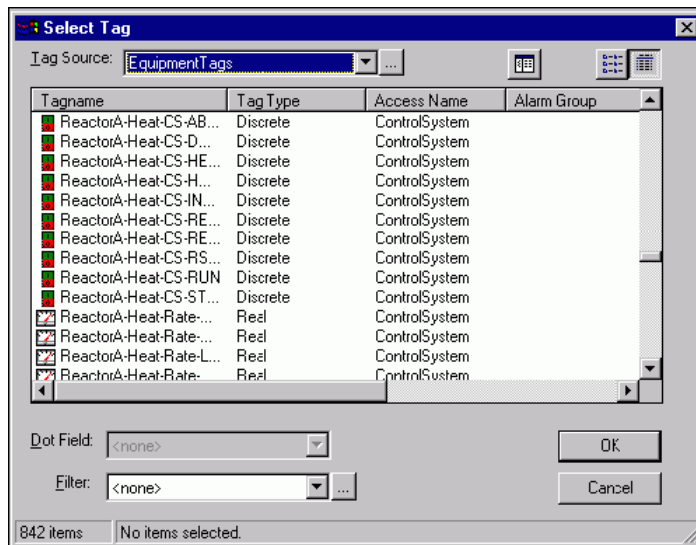 Select Tag
Tag Source: EquipmentTags ...
Tagname Tag Type Access Name Alarm Group
ReactorA-Heat-CS-AB... Discrete ControlSystem
ReactorA-Heat-CS-D... Discrete ControlSystem
ReactorA-Heat-CS-HE... Discrete ControlSystem
ReactorA-Heat-CS-H... Discrete ControlSystem
ReactorA-Heat-CS-IN... Discrete ControlSystem
ReactorA-Heat-CS-RE... Discrete ControlSystem
ReactorA-Heat-CS-RE... Discrete ControlSystem
ReactorA-Heat-CS-RS... Discrete ControlSystem
ReactorA-Heat-CS-RUN Discrete ControlSystem
ReactorA-Heat-CS-ST... Discrete ControlSystem
ReactorA-Heat-Rate-... Real ControlSystem
ReactorA-Heat-Rate-... Real ControlSystem
ReactorA-Heat-Rate-L... Real ControlSystem
ReactorA-Heat-Rate- Real ControlSystem
Dot Field: <none> OK
Filter: <none> ... Cancel
842 items No items selected.